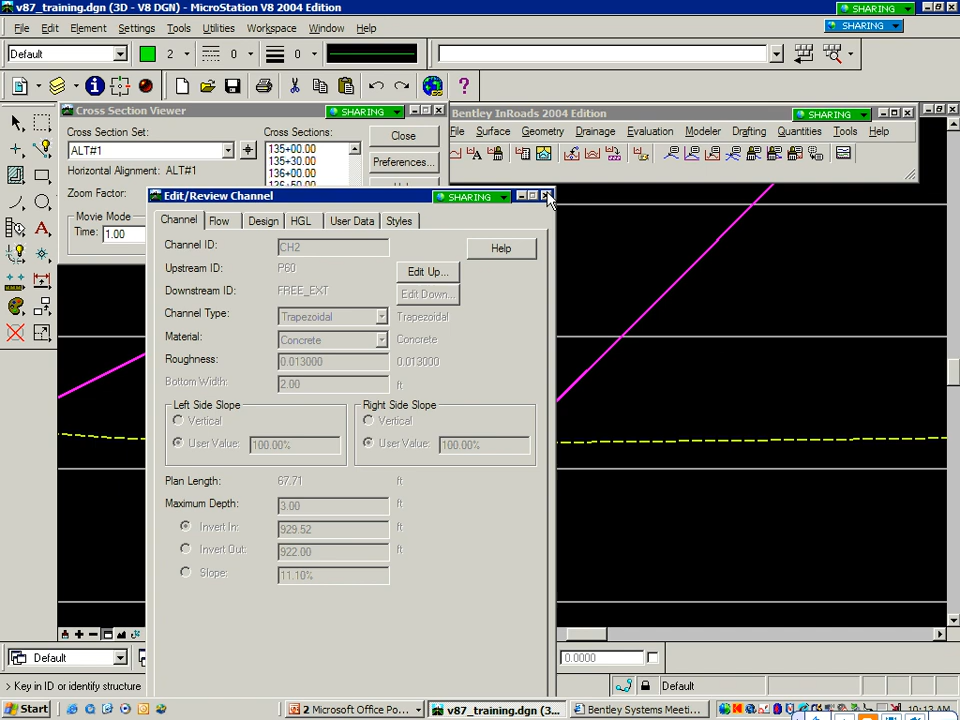 v87_training.dgn (3D - V8 DGN) - MicroStation V8 2004 Edition
SHARING
SHARING
File Edit Element Settings Tools Utilities Workspace Window Help
Default 2 0 0
Cross Section Viewer SHARING
Bentley InRoads 2004 Edition SHARING
Cross Section Set: Cross Sections: Close
File Surface Geometry Drainage Evaluation Modeler Drafting Quantities Tools Help
ALT#1
135+00.00
135+30.00
136+00.00
Preferences...
Horizontal Alignment: ALT#1
Zoom Factor:
Movie Mode
Time: 1.00
Edit/Review Channel SHARING
Channel Flow Design HGL User Data Styles
Channel ID: CH2 Help
Upstream ID: P60 Edit Up...
Downstream ID: FREE_EXT Edit Down...
Channel Type: Trapezoidal Trapezoidal
Material: Concrete Concrete
Roughness: 0.013000 0.013000
Bottom Width: 2.00 ft
Left Side Slope Right Side Slope
Vertical Vertical
User Value: 100.00% User Value: 100.00%
Plan Length: 67.71 ft
Maximum Depth: 3.00 ft
Invert In: 929.52 ft
Invert Out: 922.00 ft
Slope: 11.10%
Default 0.0000
> Key in ID or identify structure Default
Start 2 Microsoft Office Po... v87_training.dgn (3... Bentley Systems Meeti... 10:13 AM